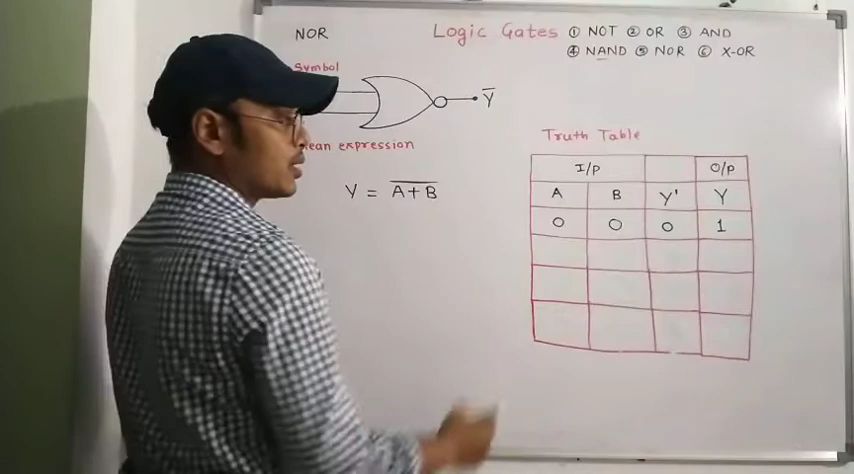 NOR
Logic Gates ① NOT ② OR ③ AND
④ NAND ⑤ NOR ⑥ X-OR
Symbol
Y̅
expression
Y = A̅+̅B̅
Truth Table
I/p O/p
A B Y' Y
0 0 0 1